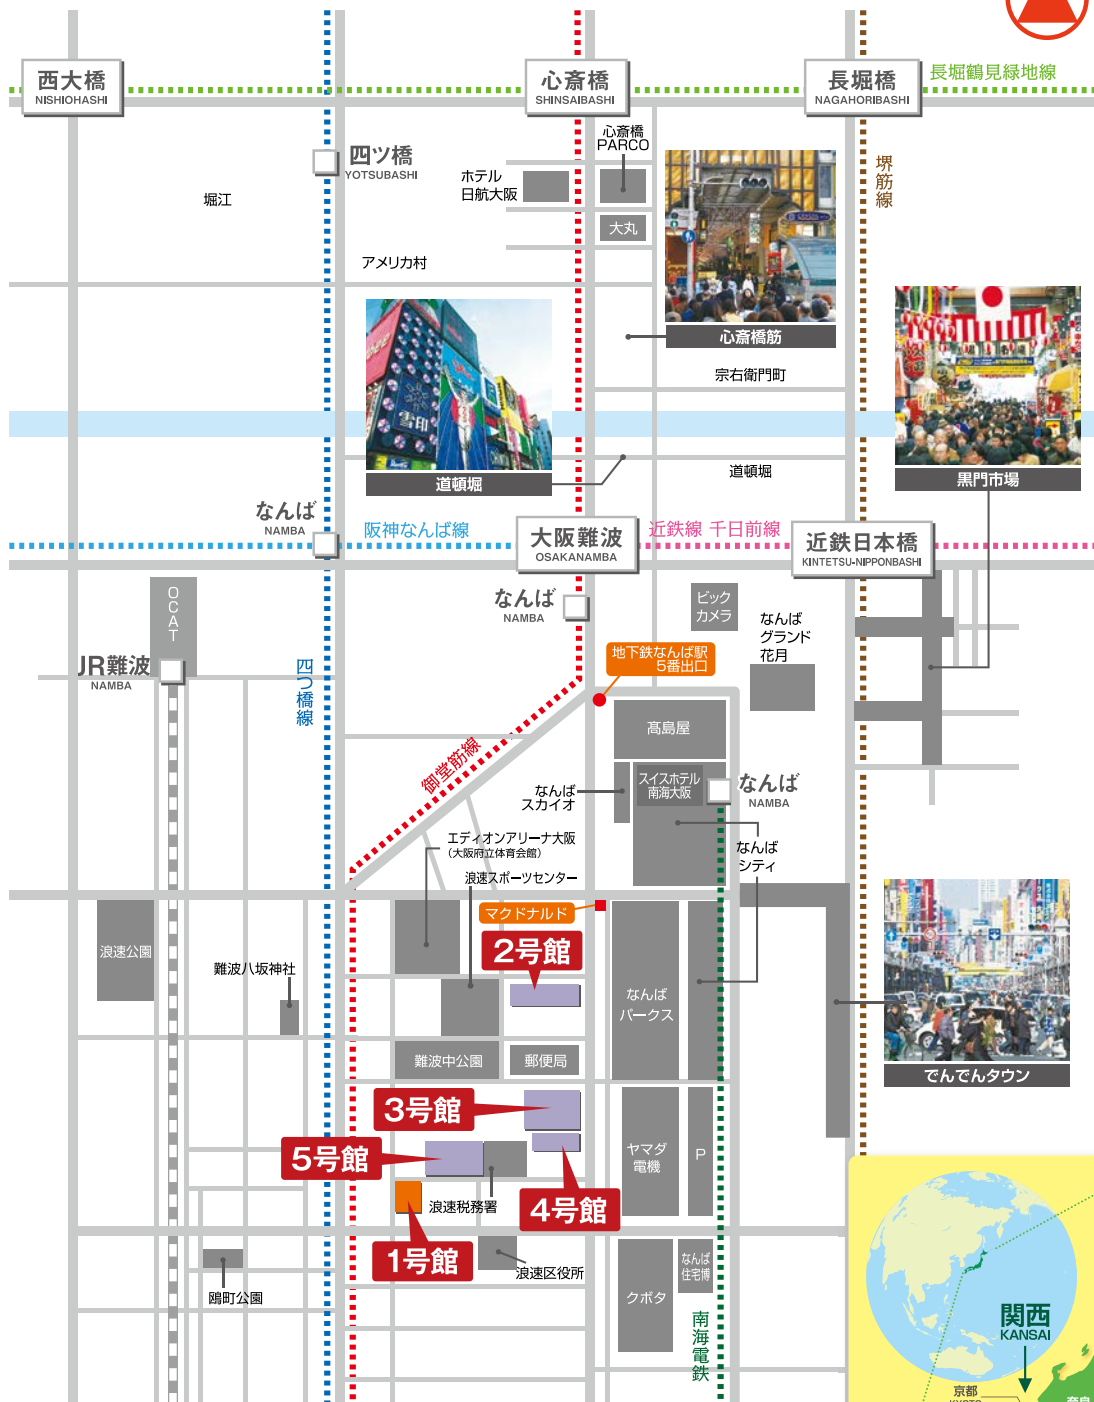 西大橋
NISHIOHASHI
心斎橋
SHINSAIBASHI
長堀橋
NAGAHORIBASHI
長堀鶴見緑地線
四ツ橋
YOTSUBASHI
堀江
ホテル
日航大阪
心斎橋
PARCO
大丸
堺筋線
アメリカ村
心斎橋筋
宗右衛門町
雪印
道頓堀
道頓堀
黒門市場
なんば
NAMBA
阪神なんば線
大阪難波
OSAKANAMBA
近鉄線 千日前線
近鉄日本橋
KINTETSU-NIPPONBASHI
OCAT
なんば
NAMBA
ビック
カメラ
なんば
グランド
花月
JR難波
NAMBA
四つ橋線
地下鉄なんば駅
5番出口
御堂筋線
髙島屋
なんば
スカイオ
スイスホテル
南海大阪
なんば
NAMBA
エディオンアリーナ大阪
(大阪府立体育会館)
なんば
シティ
浪速スポーツセンター
マクドナルド
浪速公園
2号館
難波八坂神社
なんば
パークス
難波中公園
郵便局
でんでんタウン
3号館
5号館
ヤマダ
電機
P
浪速税務署
4号館
1号館
浪速区役所
なんば
住宅博
クボタ
鴎町公園
南海電鉄
関西
KANSAI
京都
KYOTO
奈良